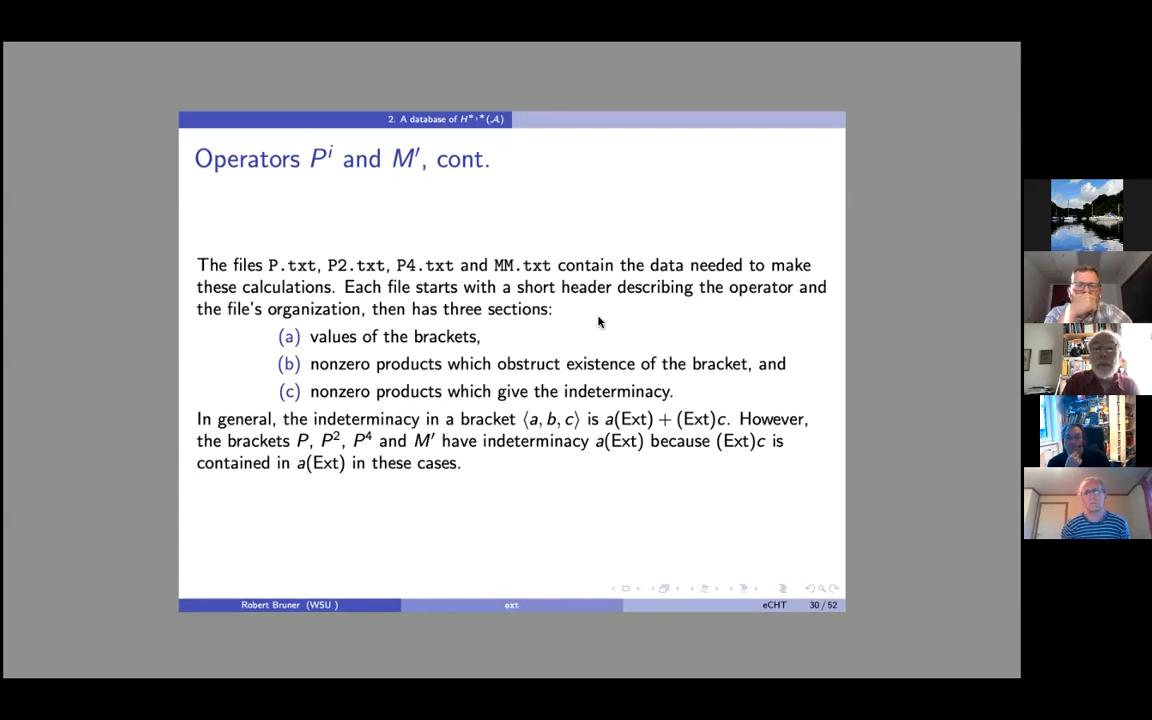 2. A database of H*,*(𝒜)
Operators Pⁱ and M′, cont.
The files P.txt, P2.txt, P4.txt and MM.txt contain the data needed to make
these calculations. Each file starts with a short header describing the operator and
the file's organization, then has three sections:
(a) values of the brackets,
(b) nonzero products which obstruct existence of the bracket, and
(c) nonzero products which give the indeterminacy.
In general, the indeterminacy in a bracket ⟨a, b, c⟩ is a(Ext) + (Ext)c. However,
the brackets P, P², P⁴ and M′ have indeterminacy a(Ext) because (Ext)c is
contained in a(Ext) in these cases.
Robert Bruner (WSU )
ext
eCHT
30 / 52